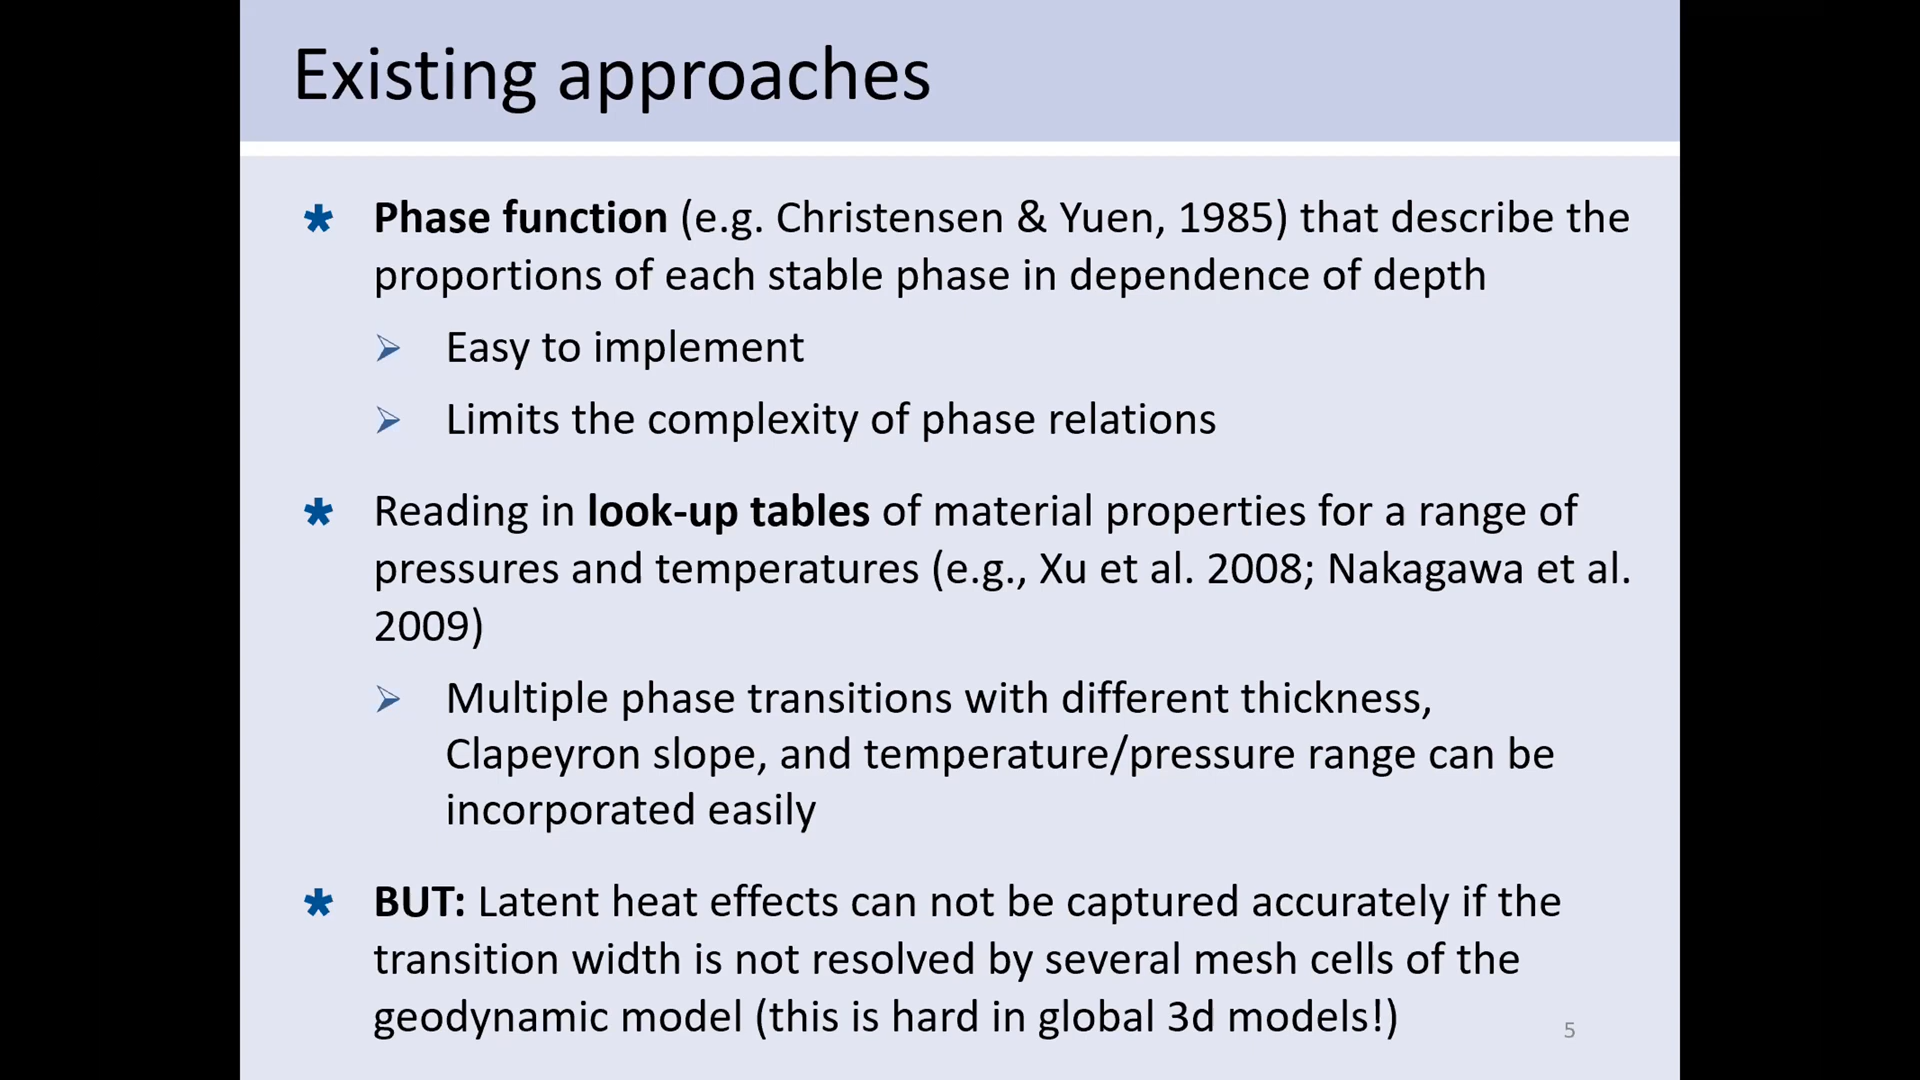 Existing approaches
Phase function (e.g. Christensen & Yuen, 1985) that describe the
proportions of each stable phase in dependence of depth
Easy to implement
Limits the complexity of phase relations
Reading in look-up tables of material properties for a range of
pressures and temperatures (e.g., Xu et al. 2008; Nakagawa et al.
2009)
Multiple phase transitions with different thickness,
Clapeyron slope, and temperature/pressure range can be
incorporated easily
BUT: Latent heat effects can not be captured accurately if the
transition width is not resolved by several mesh cells of the
geodynamic model (this is hard in global 3d models!)
5